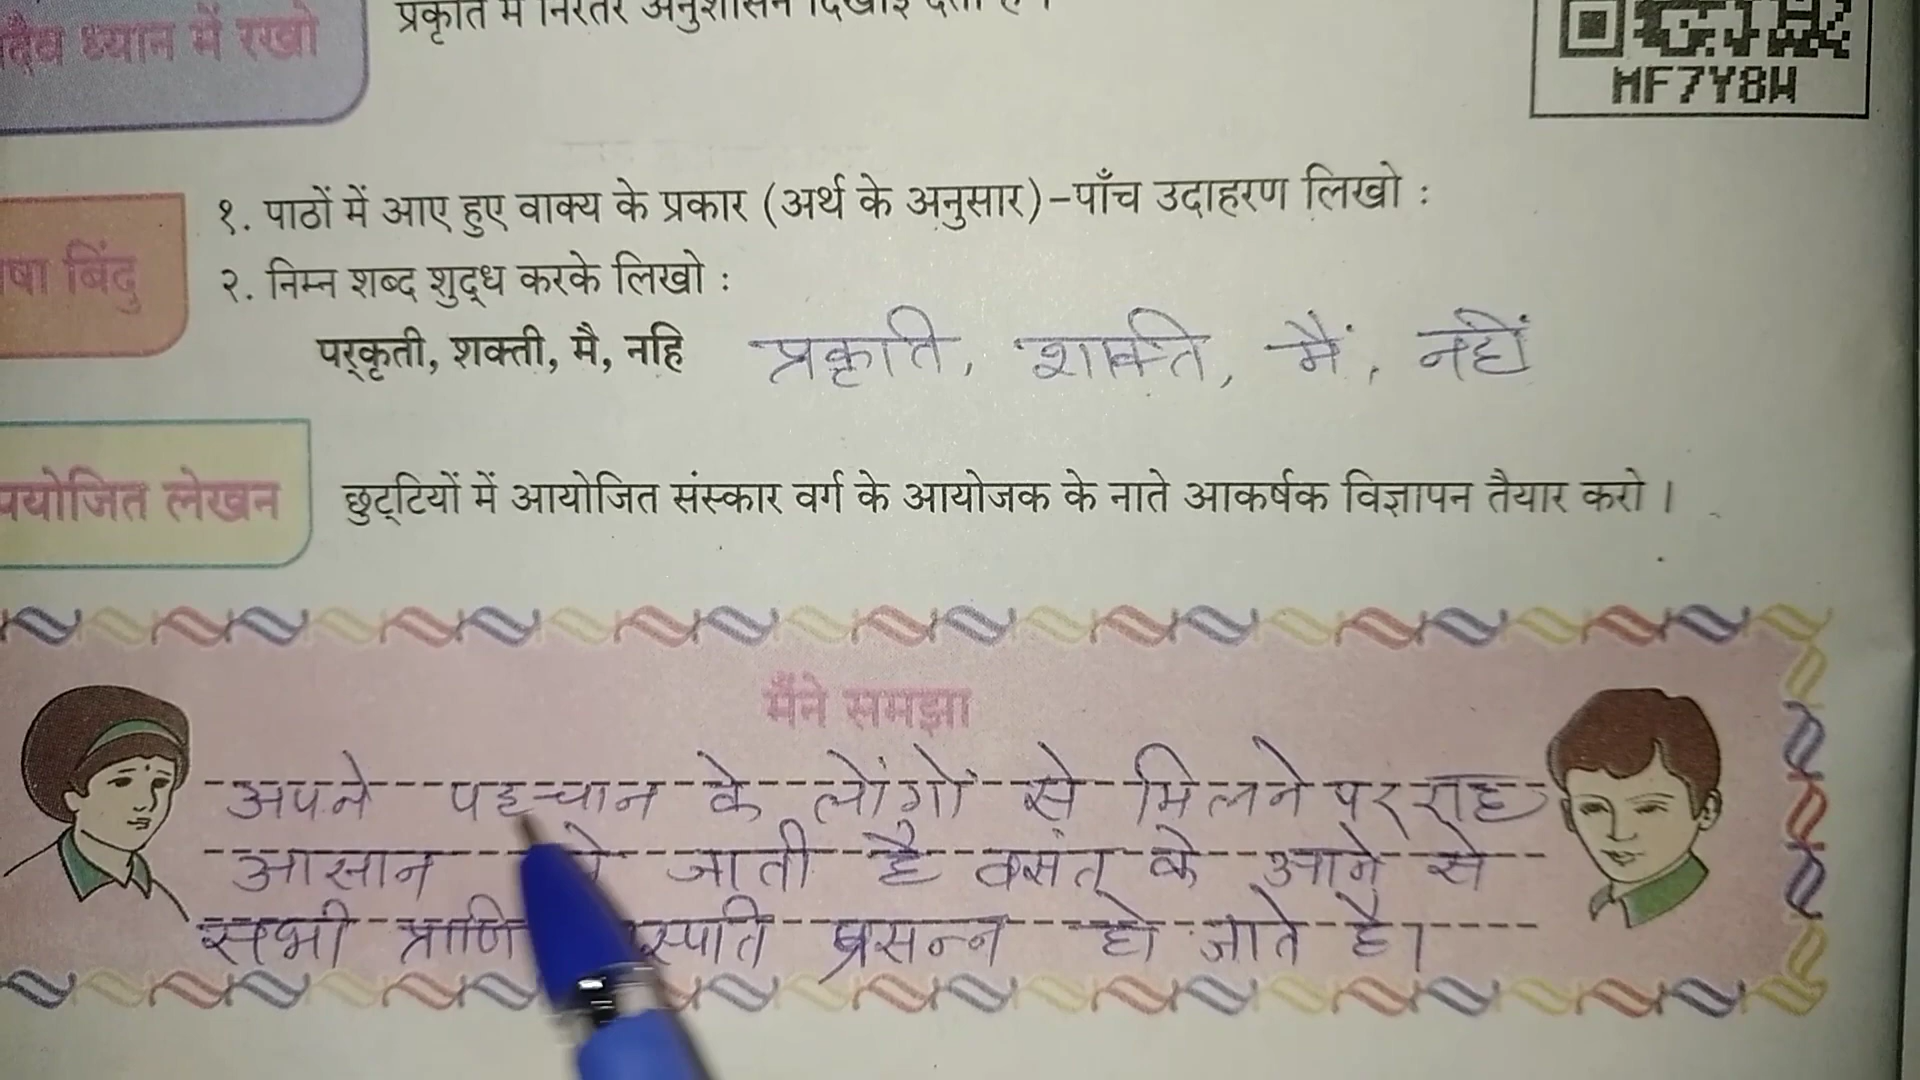 ध्यान में रखो
प्रकृति में निरंतर अनुशासन दिखाई देता है ।
MF7Y8W
१. पाठों में आए हुए वाक्य के प्रकार (अर्थ के अनुसार)-पाँच उदाहरण लिखो :
षा बिंदु
२. निम्न शब्द शुद्ध करके लिखो :
पर्‌कृती, शक्ती, मै, नहि प्रकृति, शक्ति, मैं, नहीं
पयोजित लेखन
छुट्टियों में आयोजित संस्कार वर्ग के आयोजक के नाते आकर्षक विज्ञापन तैयार करो ।
मैंने समझा
अपने पहचान के लोंगों से मिलने पर राह
आसान जाती है वसंत के आने से
सभी प्रसन्न हो जाते है।